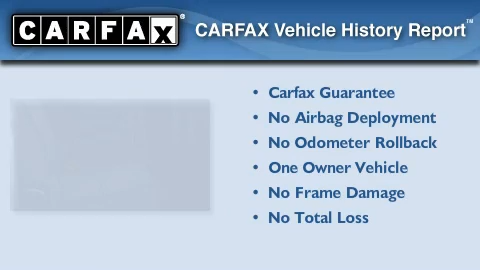 CARFAX® CARFAX Vehicle History Report™
• Carfax Guarantee
• No Airbag Deployment
• No Odometer Rollback
• One Owner Vehicle
• No Frame Damage
• No Total Loss